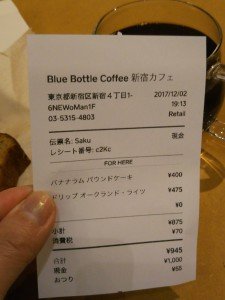 Blue Bottle Coffee 新宿カフェ
東京都新宿区新宿4丁目1- 2017/12/02
6NEWoMan1F 19:13
03-5315-4803 Retail
伝票名: Saku 現金
レシート番号: c2Kc
FOR HERE
バナナラム パウンドケーキ ¥400
ドリップ オークランド・ライツ ¥475
¥0
小計 ¥875
消費税 ¥70
合計 ¥945
現金 ¥1,000
おつり ¥55